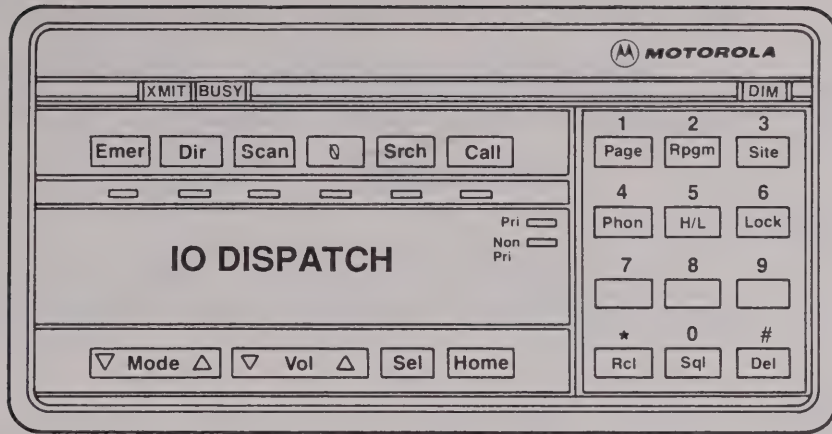 MOTOROLA
XMIT BUSY DIM
Emer Dir Scan Srch Call
Pri
Non
Pri
IO DISPATCH
Mode Vol Sel Home
1 2 3
Page Rpgm Site
4 5 6
Phon H/L Lock
7 8 9
* 0 #
Rcl Sql Del